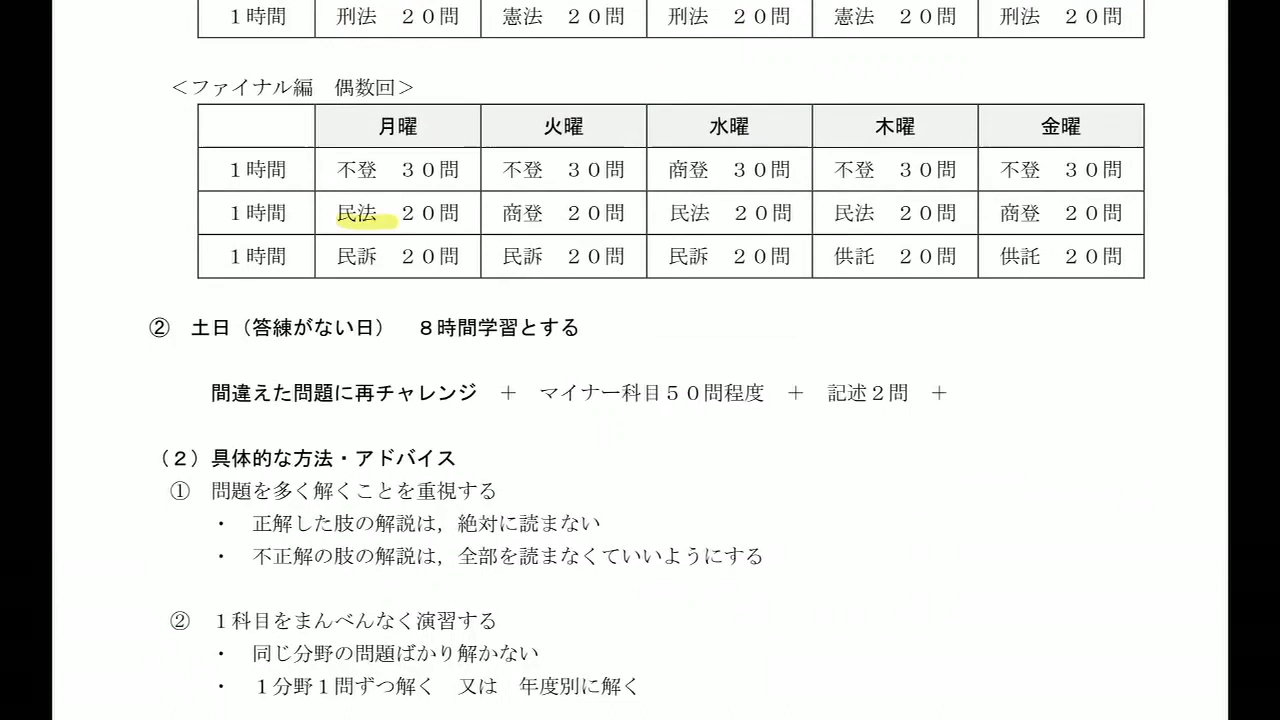 １時間 刑法　２０問 憲法　２０問 刑法　２０問 憲法　２０問 刑法　２０問
＜ファイナル編　偶数回＞
月曜 火曜 水曜 木曜 金曜
１時間 不登　３０問 不登　３０問 商登　３０問 不登　３０問 不登　３０問
１時間 民法　２０問 商登　２０問 民法　２０問 民法　２０問 商登　２０問
１時間 民訴　２０問 民訴　２０問 民訴　２０問 供託　２０問 供託　２０問
②　土日（答練がない日）　８時間学習とする
間違えた問題に再チャレンジ　＋　マイナー科目５０問程度　＋　記述２問　＋
（２）具体的な方法・アドバイス
①　問題を多く解くことを重視する
・　正解した肢の解説は，絶対に読まない
・　不正解の肢の解説は，全部を読まなくていいようにする
②　１科目をまんべんなく演習する
・　同じ分野の問題ばかり解かない
・　１分野１問ずつ解く　又は　年度別に解く